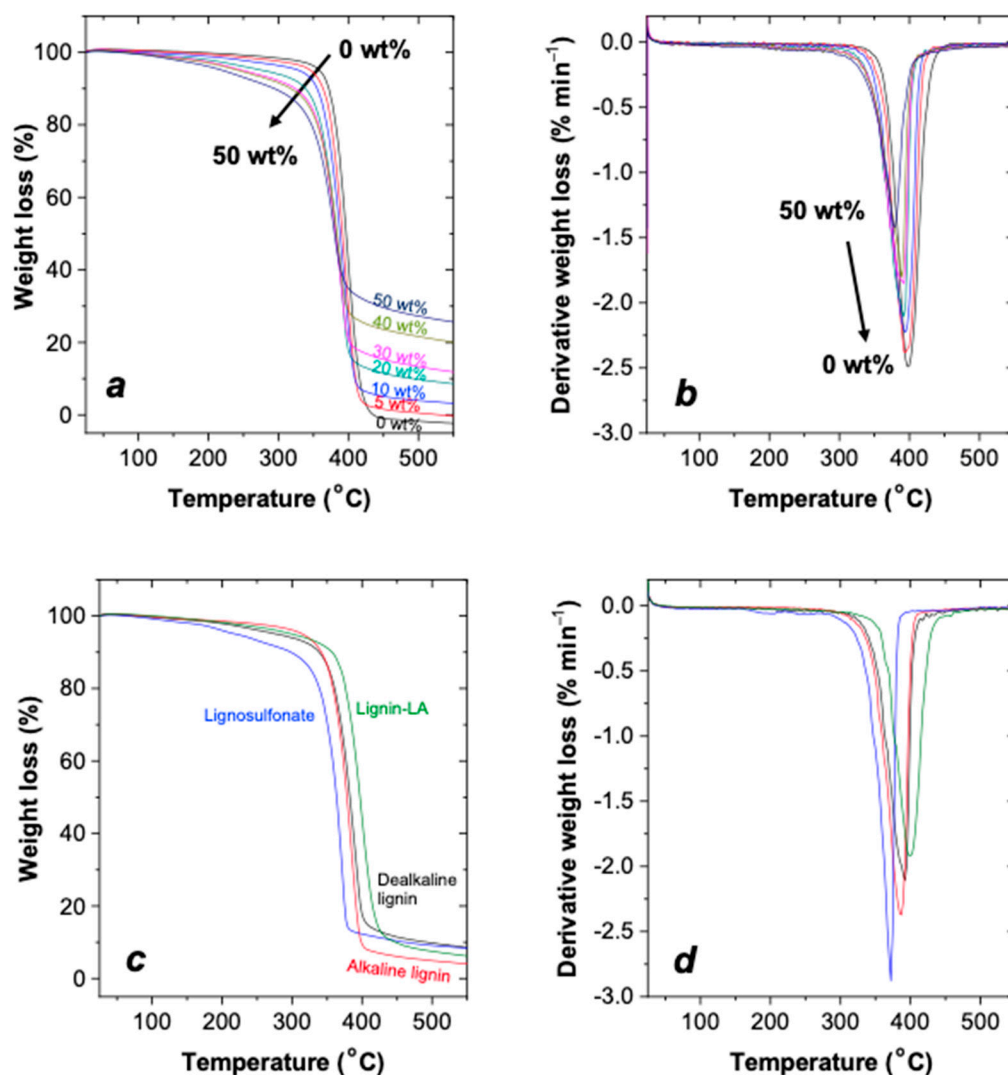 0 wt%
50 wt%
50 wt%
40 wt%
30 wt%
20 wt%
10 wt%
5 wt%
0 wt%
a
Weight loss (%)
100
80
60
40
20
0
100 200 300 400 500
Temperature (°C)
50 wt%
0 wt%
b
Derivative weight loss (% min⁻¹)
0.0
-0.5
-1.0
-1.5
-2.0
-2.5
-3.0
100 200 300 400 500
Temperature (°C)
Lignosulfonate
Lignin-LA
Dealkaline
lignin
Alkaline lignin
c
Weight loss (%)
100
80
60
40
20
0
100 200 300 400 500
Temperature (°C)
d
Derivative weight loss (% min⁻¹)
0.0
-0.5
-1.0
-1.5
-2.0
-2.5
-3.0
100 200 300 400 500
Temperature (°C)